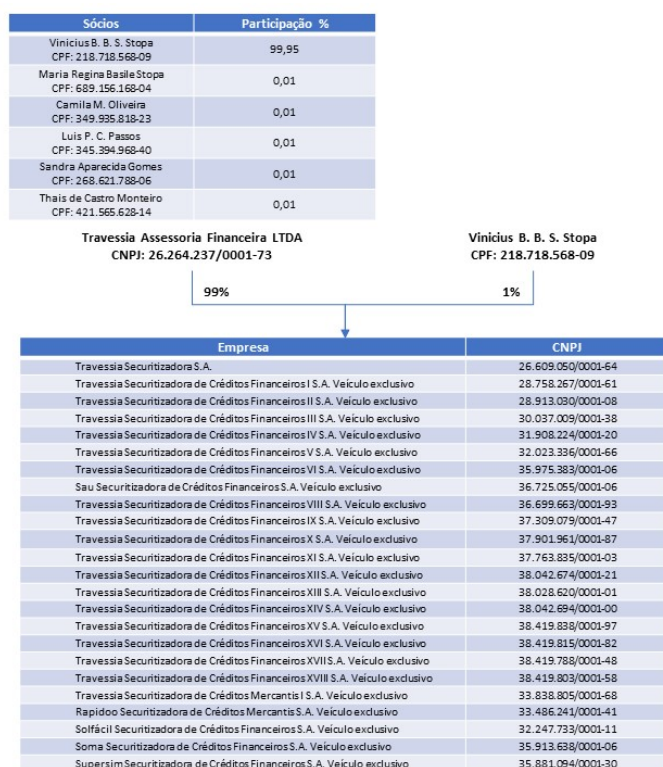 Sócios Participação %
Vinicius B. B. S. Stopa
CPF: 218.718.568-09 99,95
Maria Regina Basile Stopa
CPF: 689.156.168-04 0,01
Camila M. Oliveira
CPF: 349.935.818-23 0,01
Luis P. C. Passos
CPF: 345.394.968-40 0,01
Sandra Aparecida Gomes
CPF: 268.621.788-06 0,01
Thais de Castro Monteiro
CPF: 421.565.628-14 0,01
Travessia Assessoria Financeira LTDA
CNPJ: 26.264.237/0001-73
Vinicius B. B. S. Stopa
CPF: 218.718.568-09
99% 1%
Empresa CNPJ
Travessia Securitizadora S.A. 26.609.050/0001-64
Travessia Securitizadora de Créditos Financeiros I S.A. Veículo exclusivo 28.758.267/0001-61
Travessia Securitizadora de Créditos Financeiros II S.A. Veículo exclusivo 28.913.030/0001-08
Travessia Securitizadora de Créditos Financeiros III S.A. Veículo exclusivo 30.037.009/0001-38
Travessia Securitizadora de Créditos Financeiros IV S.A. Veículo exclusivo 31.908.224/0001-20
Travessia Securitizadora de Créditos Financeiros V S.A. Veículo exclusivo 32.023.336/0001-66
Travessia Securitizadora de Créditos Financeiros VI S.A. Veículo exclusivo 35.975.383/0001-06
Sau Securitizadora de Créditos Financeiros S.A. Veículo exclusivo 36.725.055/0001-06
Travessia Securitizadora de Créditos Financeiros VIII S.A. Veículo exclusivo 36.699.663/0001-93
Travessia Securitizadora de Créditos Financeiros IX S.A. Veículo exclusivo 37.309.079/0001-47
Travessia Securitizadora de Créditos Financeiros X S.A. Veículo exclusivo 37.901.961/0001-87
Travessia Securitizadora de Créditos Financeiros XI S.A. Veículo exclusivo 37.763.835/0001-03
Travessia Securitizadora de Créditos Financeiros XII S.A. Veículo exclusivo 38.042.674/0001-21
Travessia Securitizadora de Créditos Financeiros XIII S.A. Veículo exclusivo 38.028.620/0001-01
Travessia Securitizadora de Créditos Financeiros XIV S.A. Veículo exclusivo 38.042.694/0001-00
Travessia Securitizadora de Créditos Financeiros XV S.A. Veículo exclusivo 38.419.838/0001-97
Travessia Securitizadora de Créditos Financeiros XVI S.A. Veículo exclusivo 38.419.815/0001-82
Travessia Securitizadora de Créditos Financeiros XVII S.A. Veículo exclusivo 38.419.788/0001-48
Travessia Securitizadora de Créditos Financeiros XVIII S.A. Veículo exclusivo 38.419.803/0001-58
Travessia Securitizadora de Créditos Mercantis I S.A. Veículo exclusivo 33.838.805/0001-68
Rapidoo Securitizadora de Créditos Mercantis S.A. Veículo exclusivo 33.486.241/0001-41
Solfácil Securitizadora de Créditos Financeiros S.A. Veículo exclusivo 32.247.733/0001-11
Soma Securitizadora de Créditos Financeiros S.A. Veículo exclusivo 35.913.638/0001-06
Supersim Securitizadora de Créditos Financeiros S.A. Veículo exclusivo 35.881.094/0001-30